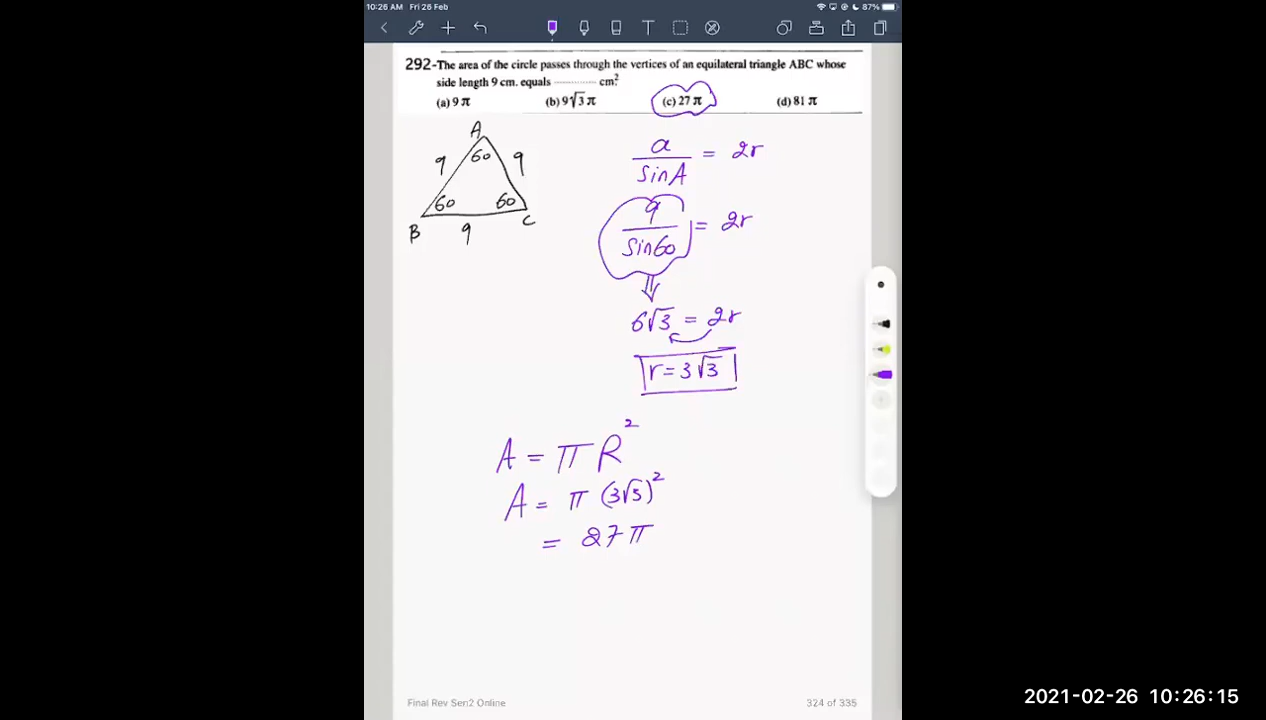 10:26 AM Fri 26 Feb
87%
T
292-The area of the circle passes through the vertices of an equilateral triangle ABC whose
side length 9 cm. equals ............ cm²
(a) 9 π (b) 9√3 π (c) 27 π (d) 81 π
A
9 60 9
60 60
B 9 C
a/sinA = 2r
9/sin60 = 2r
⇓
6√3 = 2r
r = 3√3
A = π R²
A = π (3√3)²
= 27 π
Final Rev Sen2 Online 324 of 335
2021-02-26 10:26:15